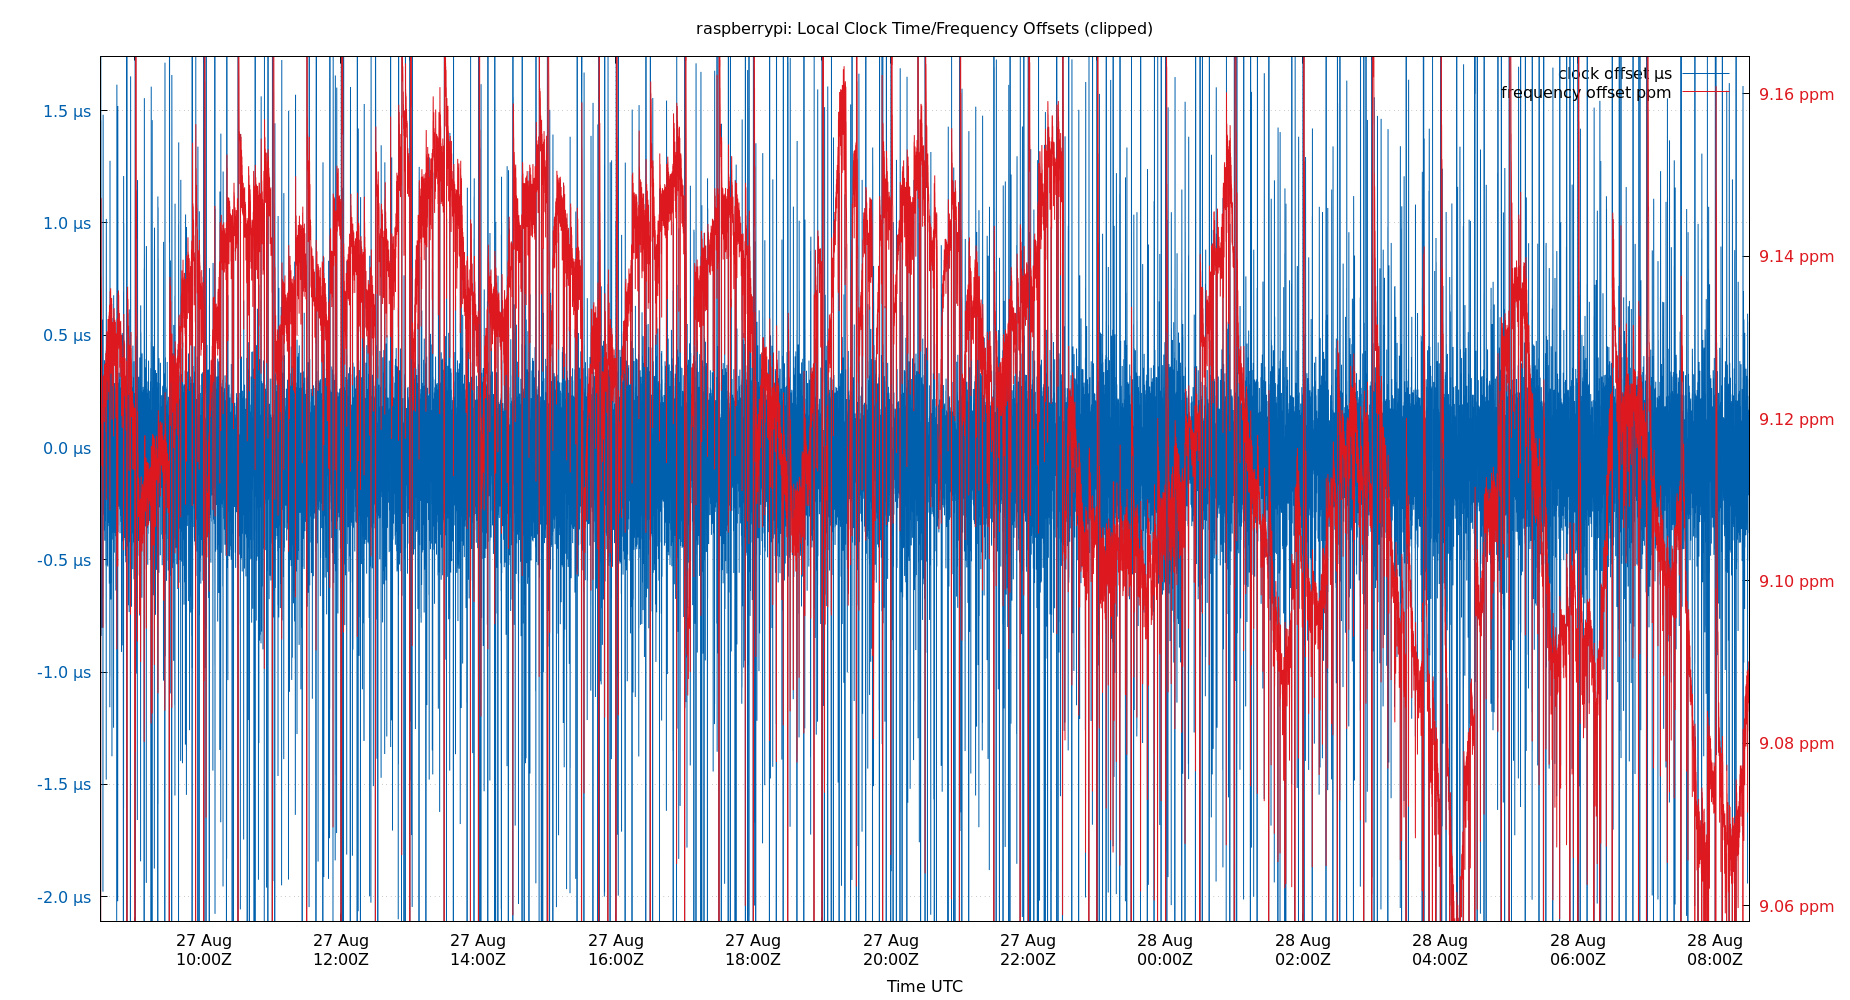 raspberrypi: Local Clock Time/Frequency Offsets (clipped)
clock offset µs
frequency offset ppm
1.5 µs
1.0 µs
0.5 µs
0.0 µs
-0.5 µs
-1.0 µs
-1.5 µs
-2.0 µs
9.16 ppm
9.14 ppm
9.12 ppm
9.10 ppm
9.08 ppm
9.06 ppm
27 Aug 27 Aug 27 Aug 27 Aug 27 Aug 27 Aug 27 Aug 28 Aug 28 Aug 28 Aug 28 Aug 28 Aug
10:00Z 12:00Z 14:00Z 16:00Z 18:00Z 20:00Z 22:00Z 00:00Z 02:00Z 04:00Z 06:00Z 08:00Z
Time UTC